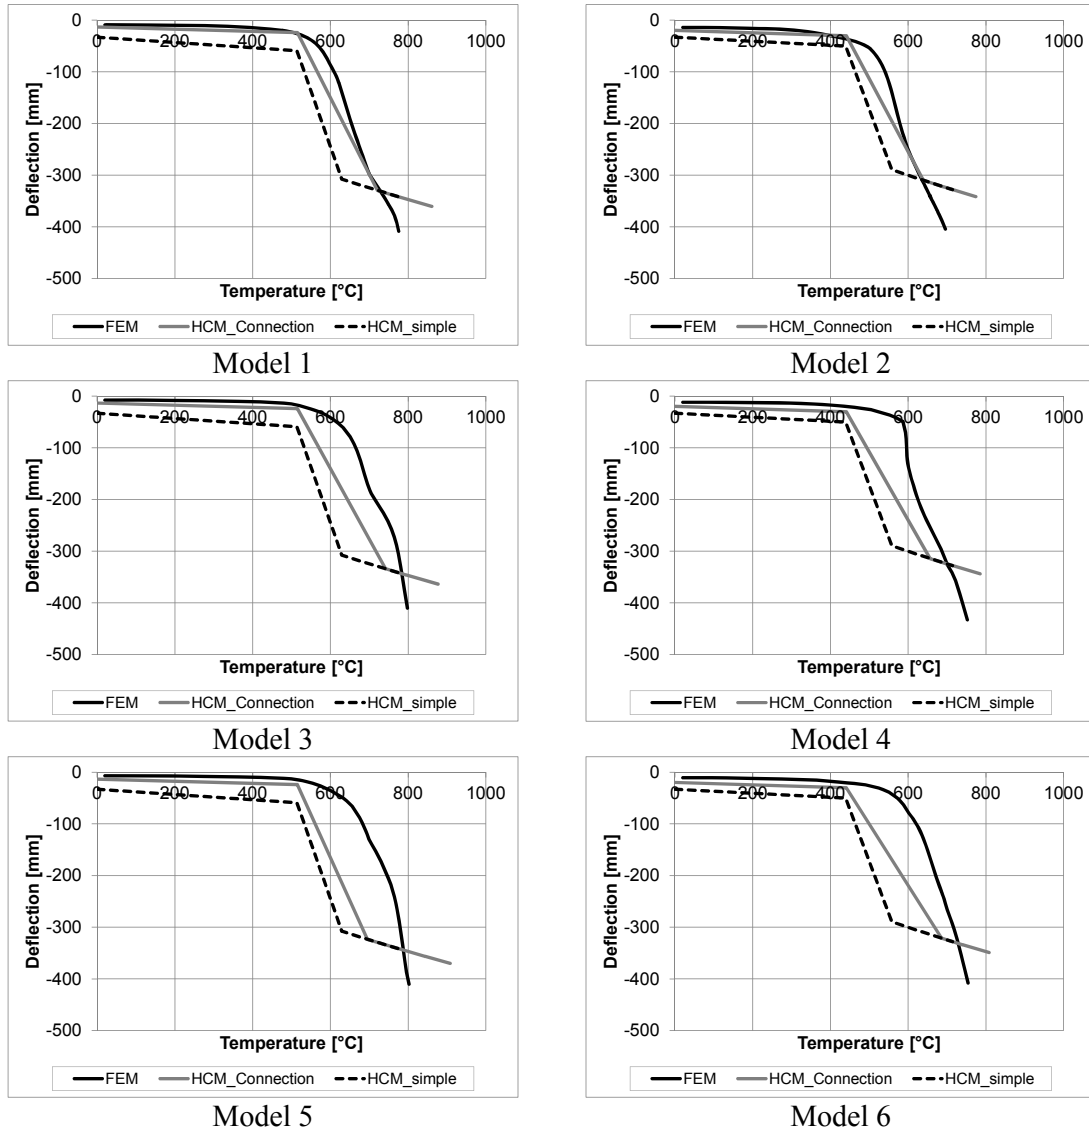 0
0 200 400 600 800 1000
-100
-200
-300
-400
-500
Deflection [mm]
Temperature [°C]
FEM HCM_Connection HCM_simple
Model 1
0
0 200 400 600 800 1000
-100
-200
-300
-400
-500
Deflection [mm]
Temperature [°C]
FEM HCM_Connection HCM_simple
Model 2
0
0 200 400 600 800 1000
-100
-200
-300
-400
-500
Deflection [mm]
Temperature [°C]
FEM HCM_Connection HCM_simple
Model 3
0
0 200 400 600 800 1000
-100
-200
-300
-400
-500
Deflection [mm]
Temperature [°C]
FEM HCM_Connection HCM_simple
Model 4
0
0 200 400 600 800 1000
-100
-200
-300
-400
-500
Deflection [mm]
Temperature [°C]
FEM HCM_Connection HCM_simple
Model 5
0
0 200 400 600 800 1000
-100
-200
-300
-400
-500
Deflection [mm]
Temperature [°C]
FEM HCM_Connection HCM_simple
Model 6